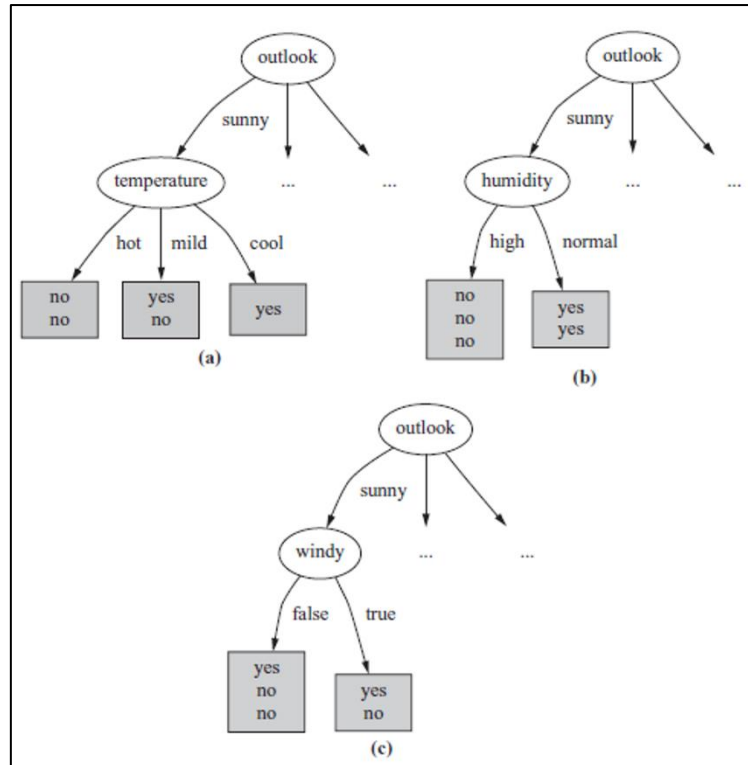 outlook
sunny
temperature
...
...
hot mild cool
no
no
yes
no
yes
(a)
outlook
sunny
humidity
...
...
high normal
no
no
no
yes
yes
(b)
outlook
sunny
windy
...
...
false true
yes
no
no
yes
no
(c)